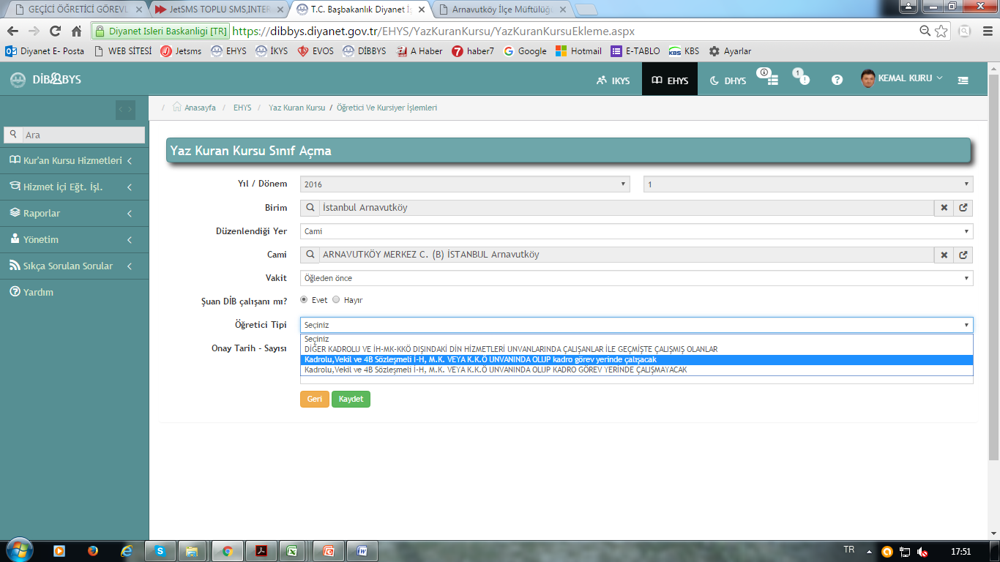 GEÇİCİ ÖĞRETİCİ GÖREVL
JetSMS TOPLU SMS,INTER
T.C. Başbakanlık Diyanet İş
Arnavutköy İlçe Müftülüğü
Diyanet Isleri Baskanligi [TR] https://dibbys.diyanet.gov.tr/EHYS/YazKuranKursu/YazKuranKursuEkleme.aspx
Diyanet E- Posta WEB SİTESİ Jetsms EHYS İKYS EVOS DİBBYS A Haber haber7 Google Hotmail E-TABLO KBS Ayarlar
DİBBYS
IKYS EHYS DHYS 1 KEMAL KURU
/ Anasayfa / EHYS / Yaz Kuran Kursu / Öğretici Ve Kursiyer İşlemleri
Ara
Kur'an Kursu Hizmetleri
Hizmet İçi Eğt. İşl.
Raporlar
Yönetim
Sıkça Sorulan Sorular
Yardım
Yaz Kuran Kursu Sınıf Açma
Yıl / Dönem 2016 1
Birim İstanbul Arnavutköy
Düzenlendiği Yer Cami
Cami ARNAVUTKÖY MERKEZ C. (B) İSTANBUL Arnavutköy
Vakit Öğleden önce
Şuan DİB çalışanı mı? Evet Hayır
Öğretici Tipi Seçiniz
Seçiniz
Onay Tarih - Sayısı
DİĞER KADROLU VE İH-MK-KKÖ DIŞINDAKİ DİN HİZMETLERİ UNVANLARINDA ÇALIŞANLAR İLE GEÇMİŞTE ÇALIŞMIŞ OLANLAR
Kadrolu,Vekil ve 4B Sözleşmeli İ-H, M.K. VEYA K.K.Ö UNVANINDA OLUP kadro görev yerinde çalışacak
Kadrolu,Vekil ve 4B Sözleşmeli İ-H, M.K. VEYA K.K.Ö UNVANINDA OLUP KADRO GÖREV YERİNDE ÇALIŞMAYACAK
Geri Kaydet
TR 17:51